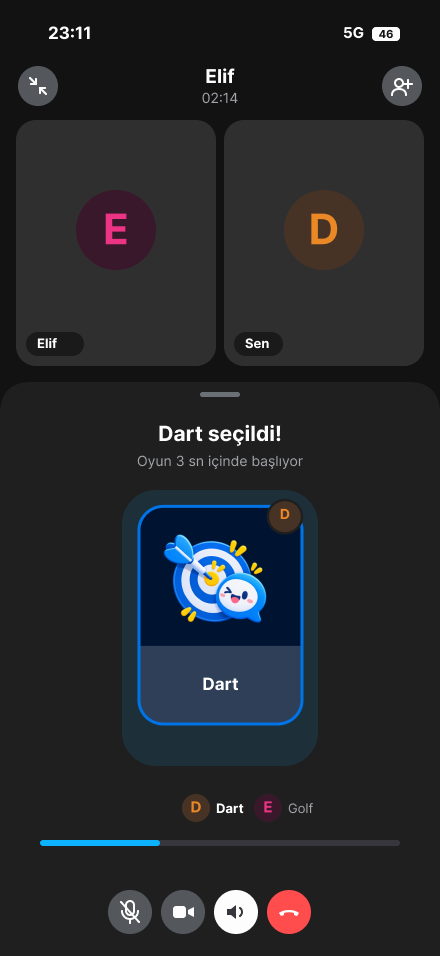 23:11
5G 46
Elif
02:14
E
D
Elif
Sen
Dart seçildi!
Oyun 3 sn içinde başlıyor
D
Dart
D Dart E Golf